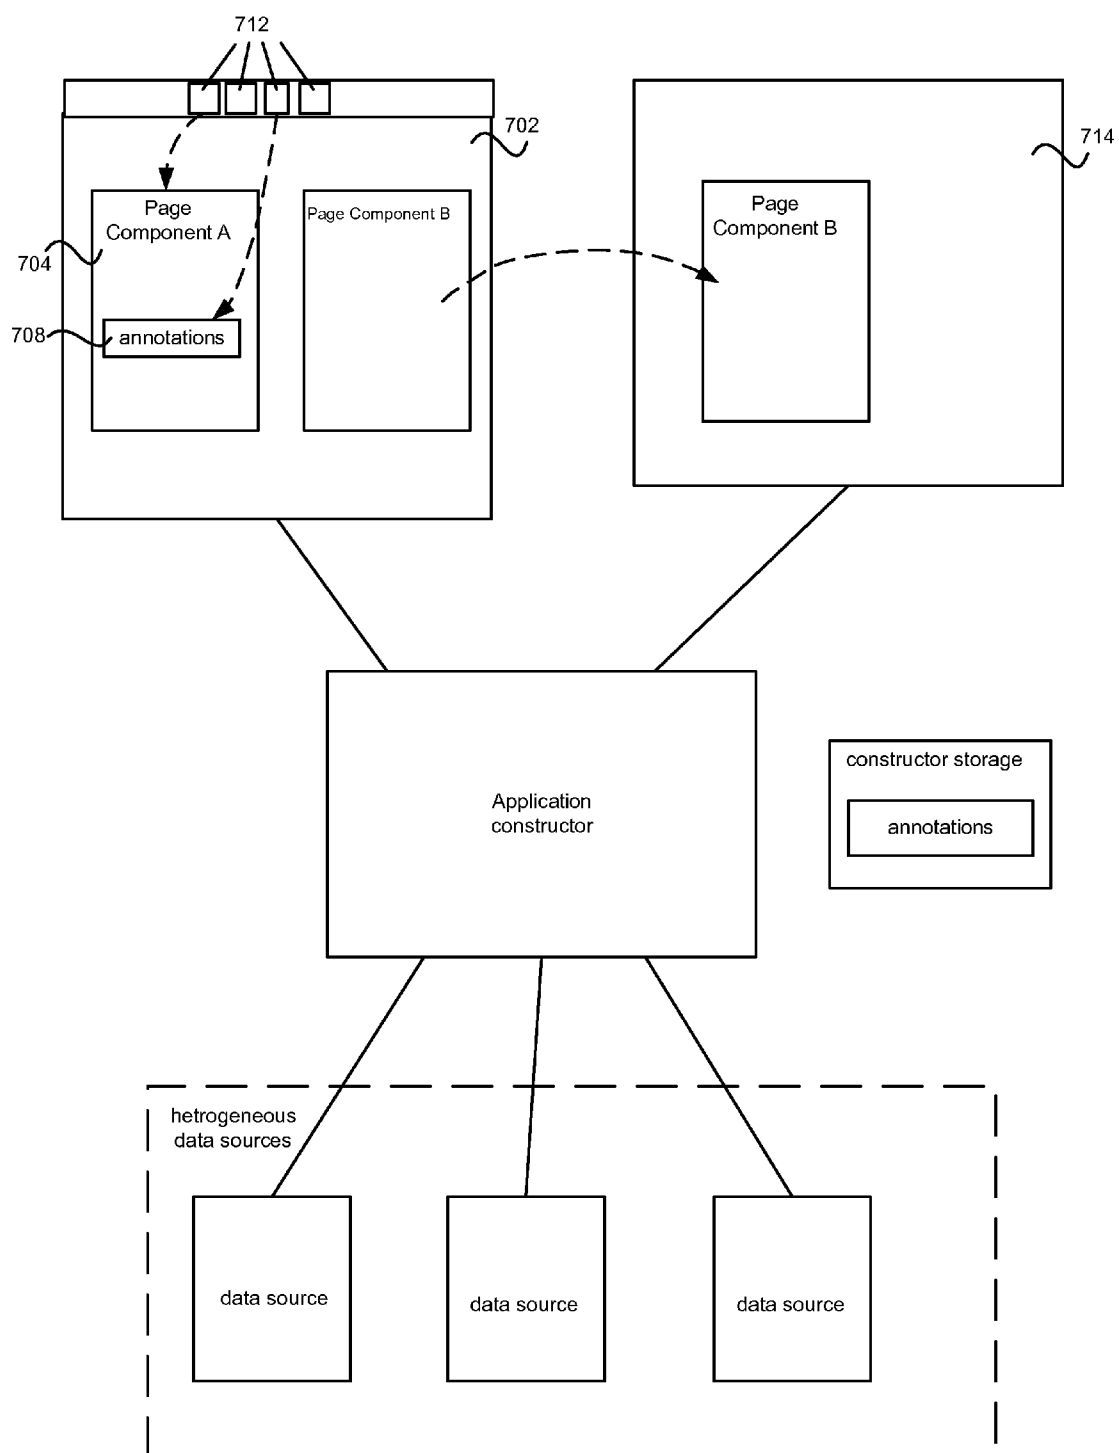 712
702
714
Page
Component A
Page Component B
Page
Component B
704
708
annotations
Application
constructor
constructor storage
annotations
hetrogeneous
data sources
data source
data source
data source